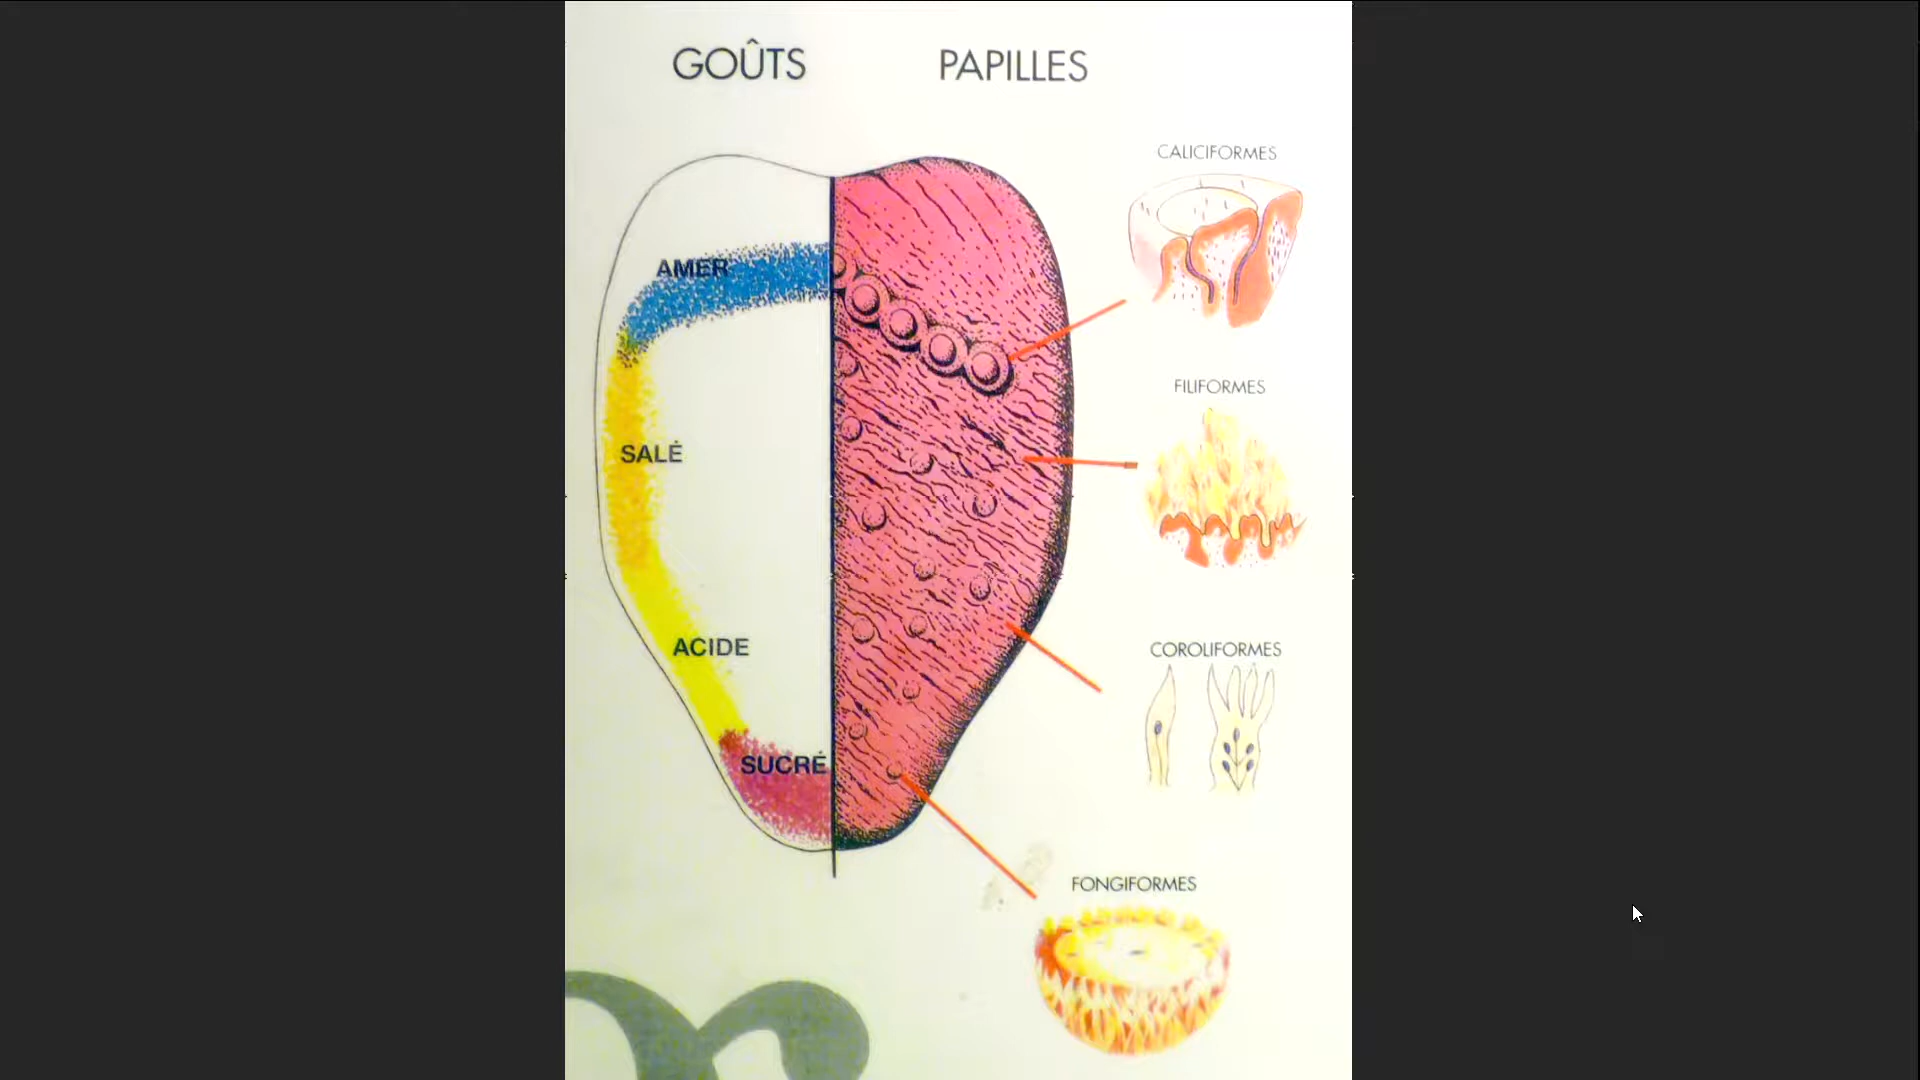 GOÛTS
PAPILLES
AMER
SALÉ
ACIDE
SUCRÉ
CALICIFORMES
FILIFORMES
COROLIFORMES
FONGIFORMES